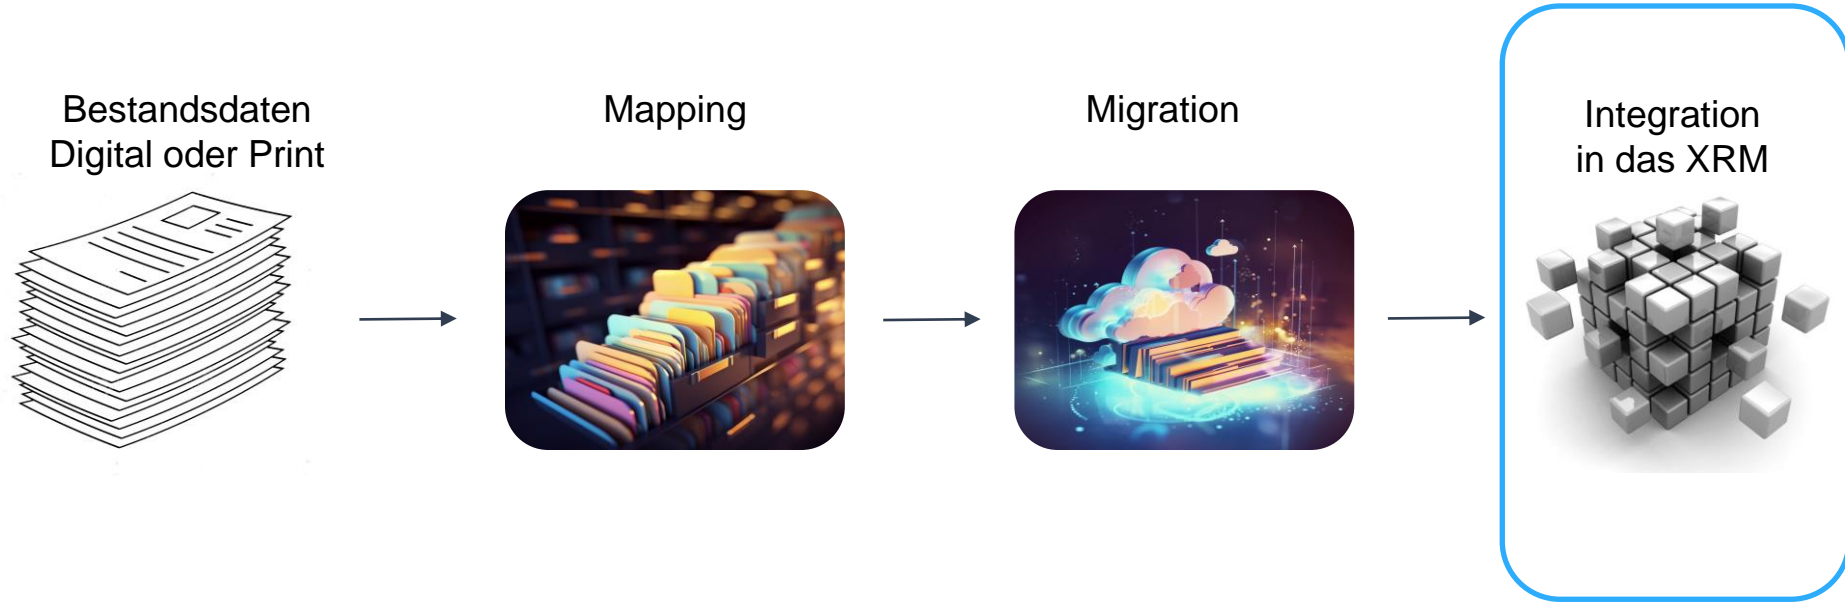 Bestandsdaten
Digital oder Print
Mapping
Migration
Integration
in das XRM